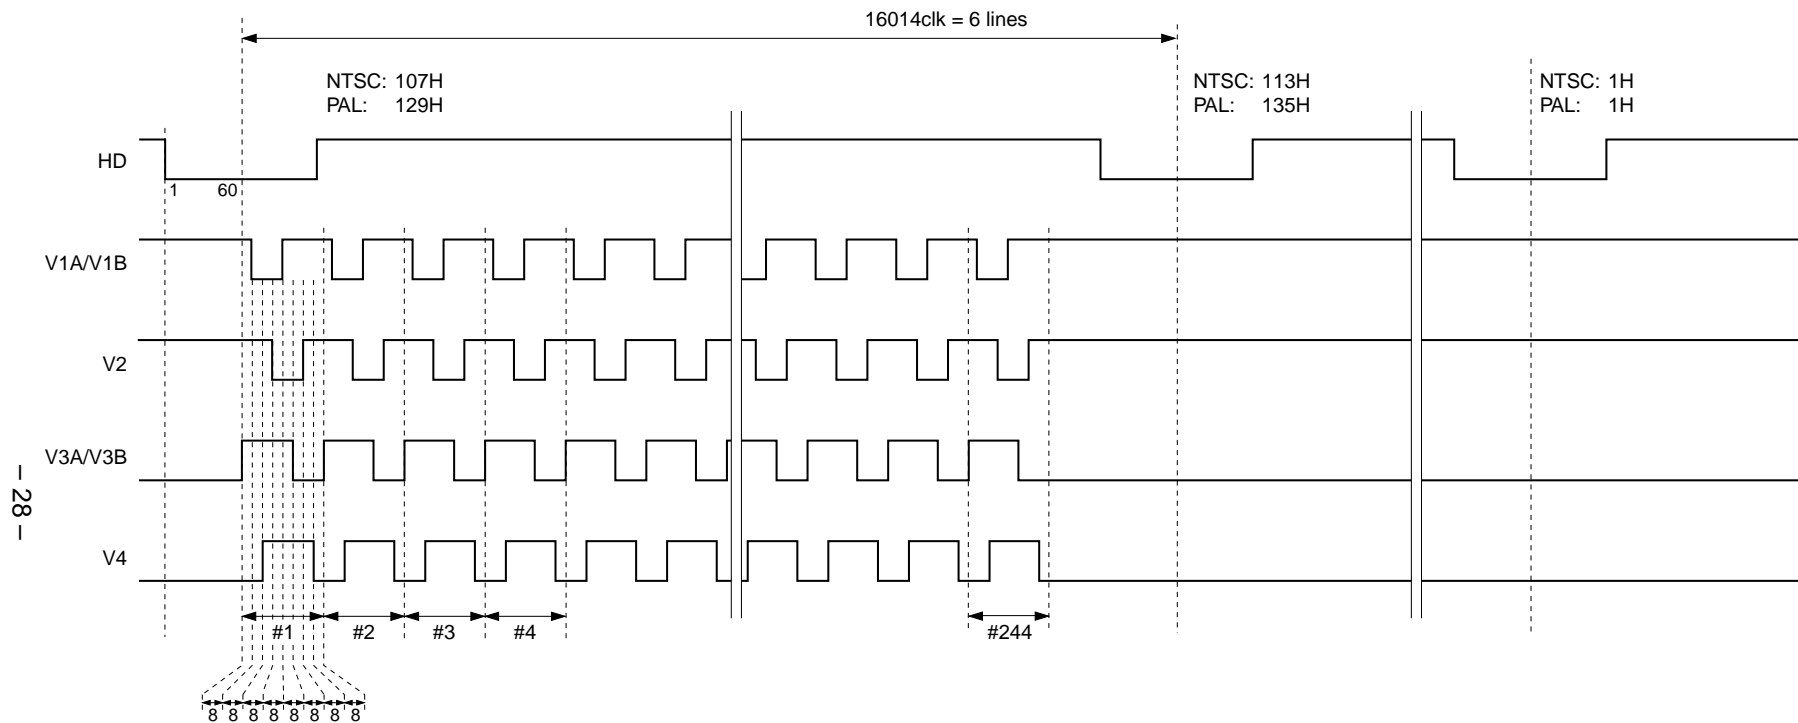 16014clk = 6 lines
NTSC: 107H
PAL: 129H
NTSC: 113H
PAL: 135H
NTSC: 1H
PAL: 1H
HD
1 60
V1A/V1B
V2
V3A/V3B
V4
– 28 –
#1 #2 #3 #4 #244
8 8 8 8 8 8 8 8